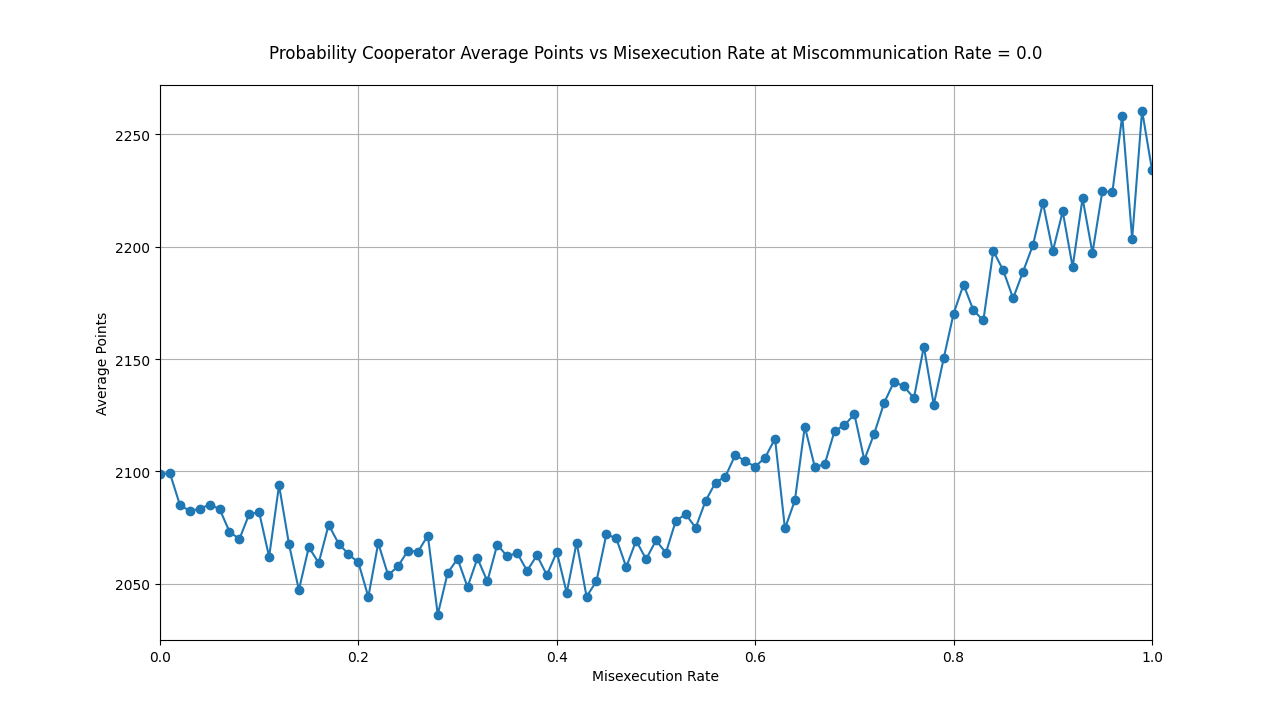 Probability Cooperator Average Points vs Misexecution Rate at Miscommunication Rate = 0.0
2250
2200
2150
2100
2050
Average Points
0.0 0.2 0.4 0.6 0.8 1.0
Misexecution Rate